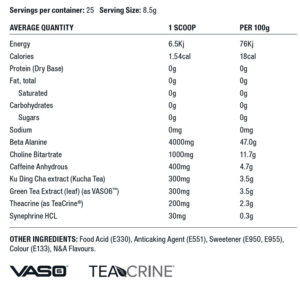 Servings per container: 25 Serving Size: 8.5g
AVERAGE QUANTITY 1 SCOOP PER 100g
Energy 6.5Kj 76Kj
Calories 1.54cal 18cal
Protein (Dry Base) 0g 0g
Fat, total 0g 0g
Saturated 0g 0g
Carbohydrates 0g 0g
Sugars 0g 0g
Sodium 0mg 0mg
Beta Alanine 4000mg 47.0g
Choline Bitartrate 1000mg 11.7g
Caffeine Anhydrous 400mg 4.7g
Ku Ding Cha extract (Kucha Tea) 300mg 3.5g
Green Tea Extract (leaf) (as VASO6™) 300mg 3.5g
Theacrine (as TeaCrine®) 200mg 2.3g
Synephrine HCL 30mg 0.3g
OTHER INGREDIENTS: Food Acid (E330), Anticaking Agent (E551), Sweetener (E950, E955),
Colour (E133), N&A Flavours.
VASO6 TEACRINE